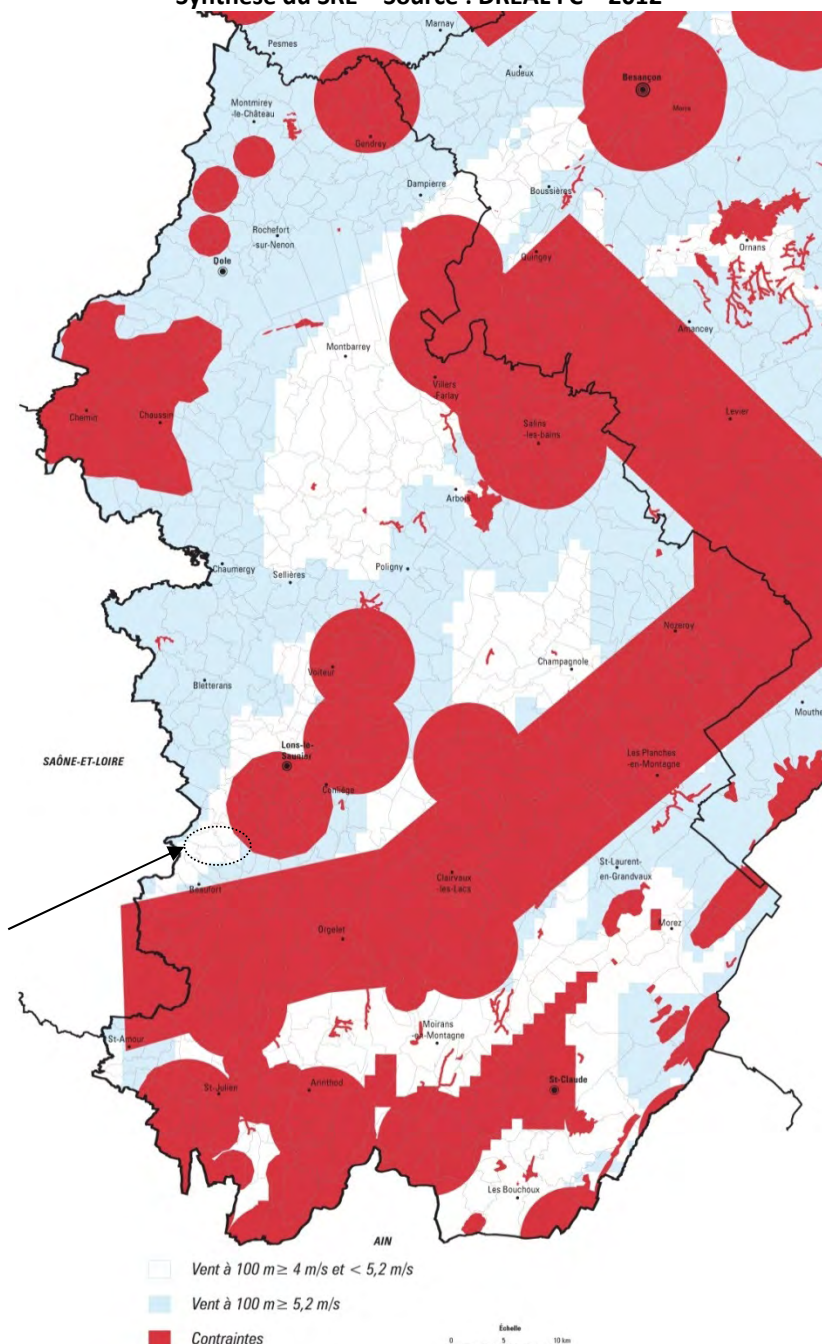 Synthèse du SRE – Source : DREAL FC – 2012
Marnay
Pesmes
Audeux
Besançon
Montmirey
-le-Château
Gendrey
Dampierre
Boussières
Rochefort
-sur-Nenon
Ornans
Dole
Quingey
Amancey
Montbarrey
Villers
-Farlay
Chemin
Chaussin
Salins
-les-bains
Levier
Arbois
Chaumergy
Sellières
Poligny
Nozeroy
Voiteur
Champagnole
Bletterans
Mouthe
SAÔNE-ET-LOIRE
Lons-le-
Saunier
Conliège
Les Planches
-en-Montagne
St-Laurent-
en-Grandvaux
Beaufort
Clairvaux
-les-Lacs
Morez
Orgelet
St-Amour
Moirans
-en-Montagne
St-Julien
Arinthod
St-Claude
Les Bouchoux
AIN
Vent à 100 m ≥ 4 m/s et < 5,2 m/s
Vent à 100 m ≥ 5,2 m/s
Contraintes
Échelle
0 5 10 km